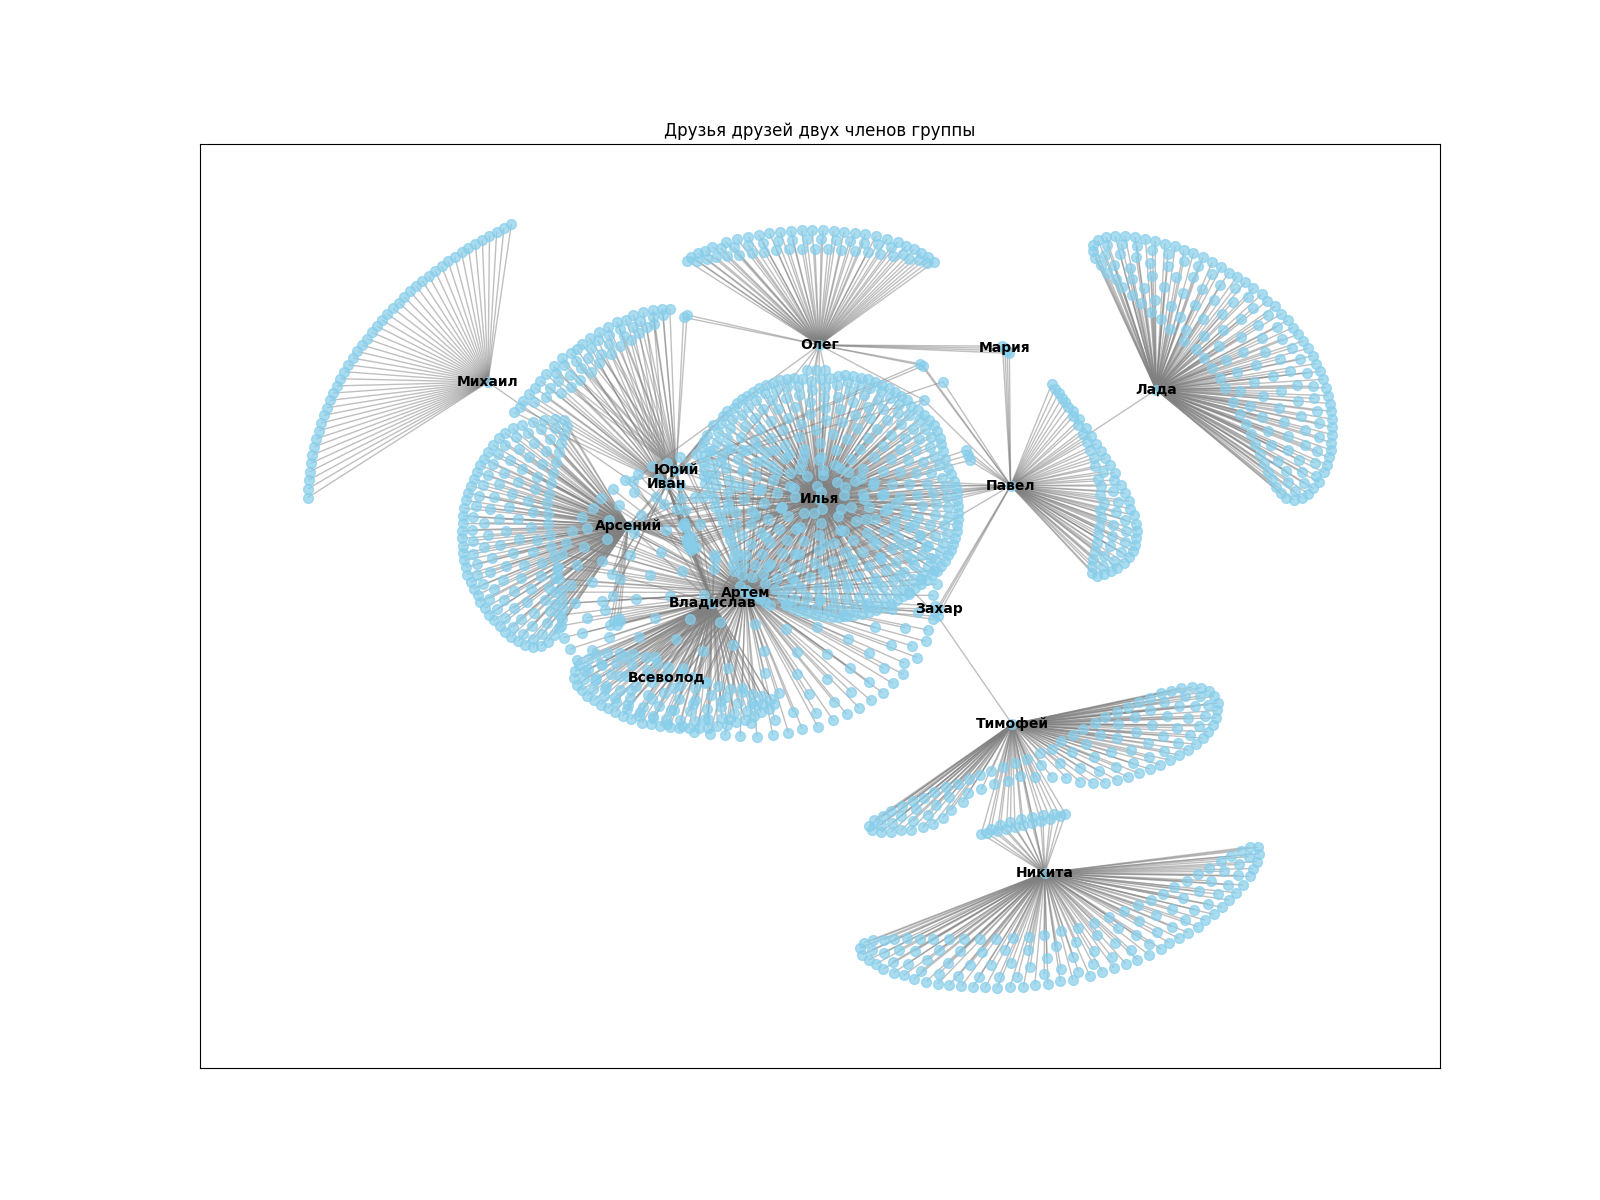 Друзья друзей двух членов группы
Олег
Мария
Михаил
Лада
Юрий
Иван
Павел
Илья
Арсений
Артем
Владислав
Захар
Всеволод
Тимофей
Никита